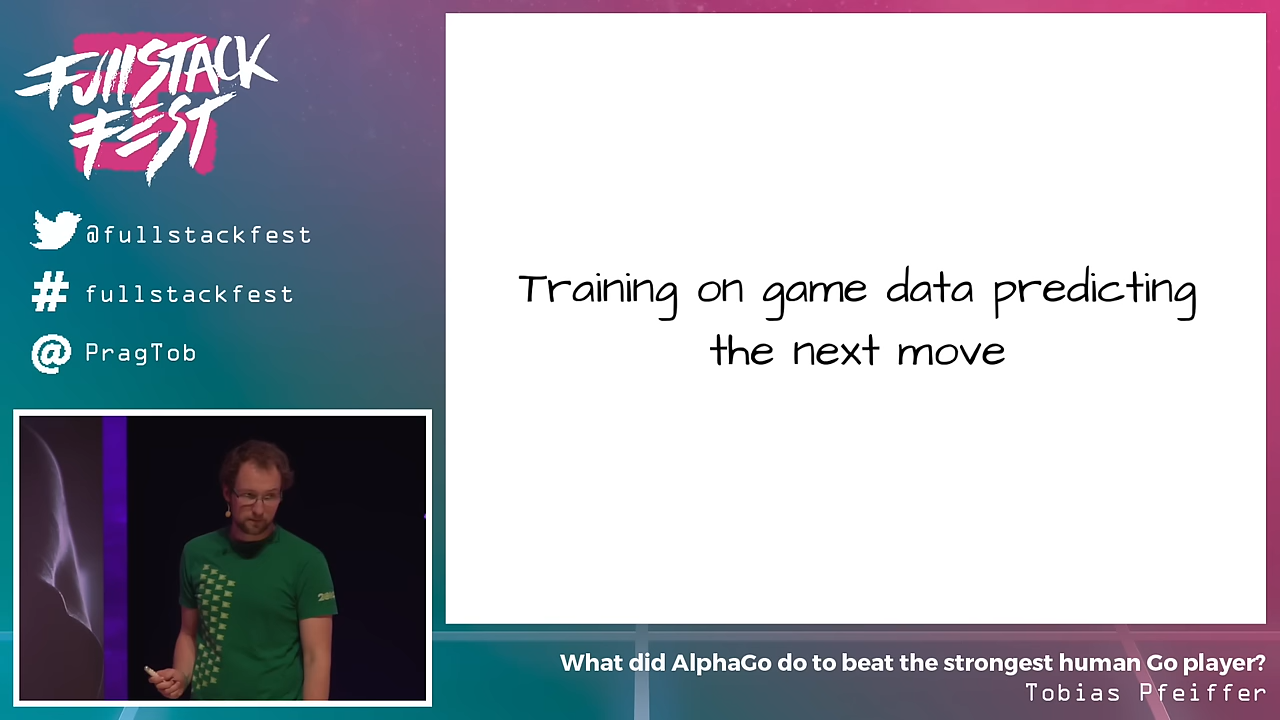 FullSTACK
FEST
@fullstackfest
# fullstackfest
@ PragTob
Training on game data predicting
the next move
What did AlphaGo do to beat the strongest human Go player?
Tobias Pfeiffer